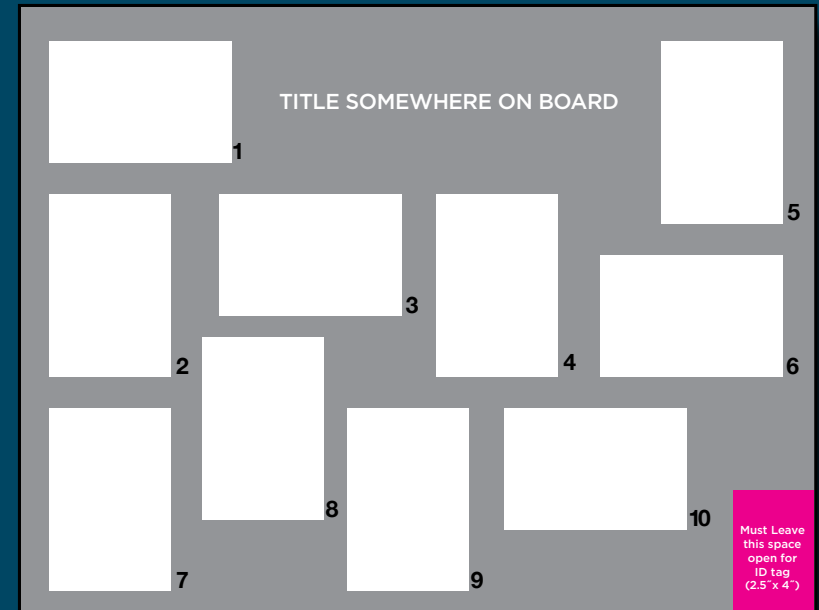 TITLE SOMEWHERE ON BOARD
1
5
3
2
4
6
8
10
7
9
Must Leave
this space
open for
ID tag
(2.5˝x 4˝)